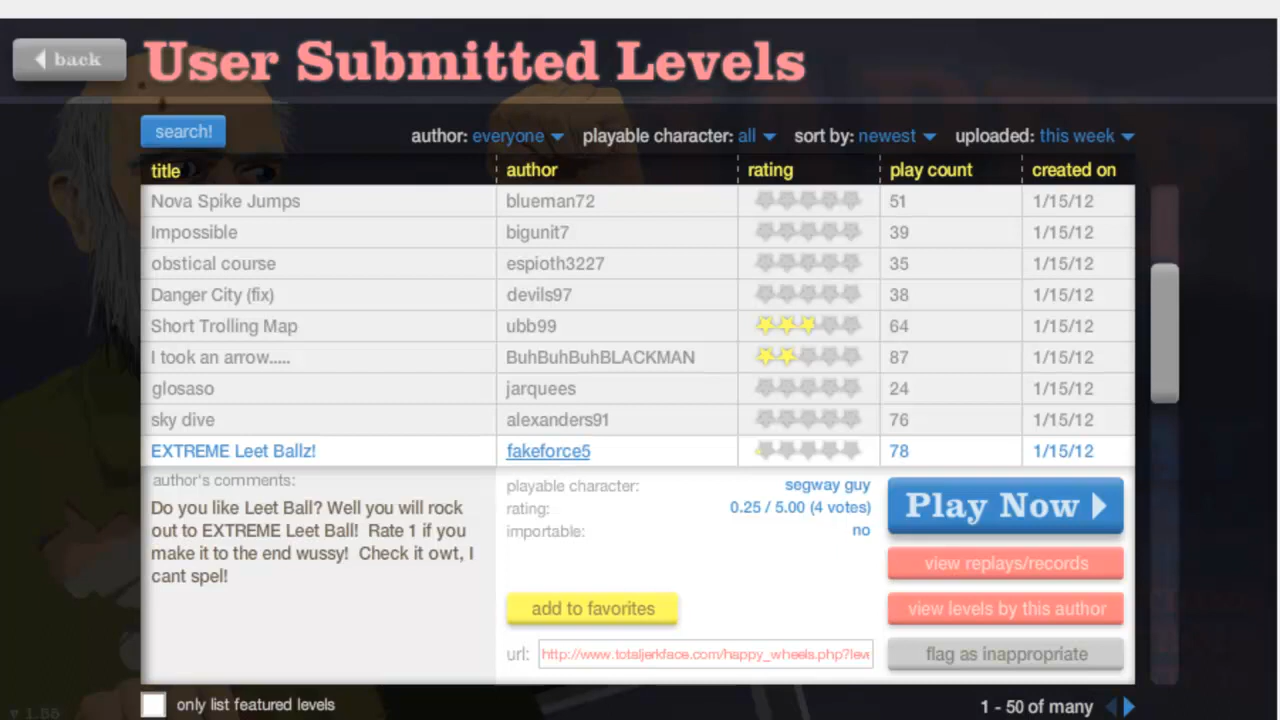 back
User Submitted Levels
search!
author: everyone playable character: all sort by: newest uploaded: this week
title author rating play count created on
Nova Spike Jumps blueman72 51 1/15/12
Impossible bigunit7 39 1/15/12
obstical course espioth3227 35 1/15/12
Danger City (fix) devils97 38 1/15/12
Short Trolling Map ubb99 64 1/15/12
I took an arrow..... BuhBuhBuhBLACKMAN 87 1/15/12
glosaso jarquees 24 1/15/12
sky dive alexanders91 76 1/15/12
EXTREME Leet Ballz! fakeforce5 78 1/15/12
author's comments:
Do you like Leet Ball? Well you will rock
out to EXTREME Leet Ball! Rate 1 if you
make it to the end wussy! Check it owt, I
cant spel!
playable character: segway guy
rating: 0.25 / 5.00 (4 votes)
importable: no
add to favorites
url: http://www.totaljerkface.com/happy_wheels.php?leve
Play Now
view replays/records
view levels by this author
flag as inappropriate
only list featured levels
1 - 50 of many
v 1.55